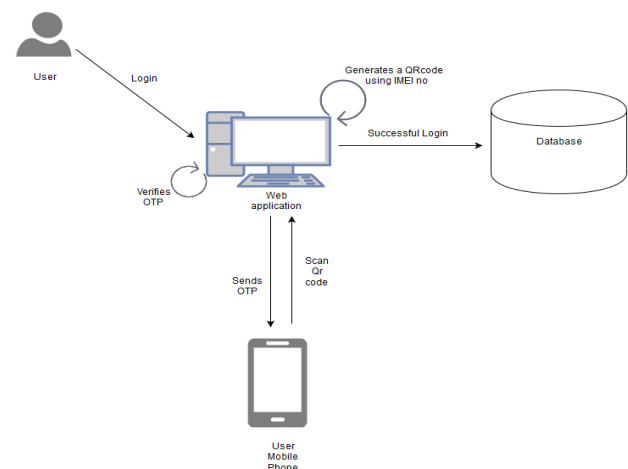 User
Login
Generates a QRcode
using IMEI no
Successful Login
Database
Verifies
OTP
Web
application
Sends
OTP
Scan
Qr
code
User
Mobile
Phone